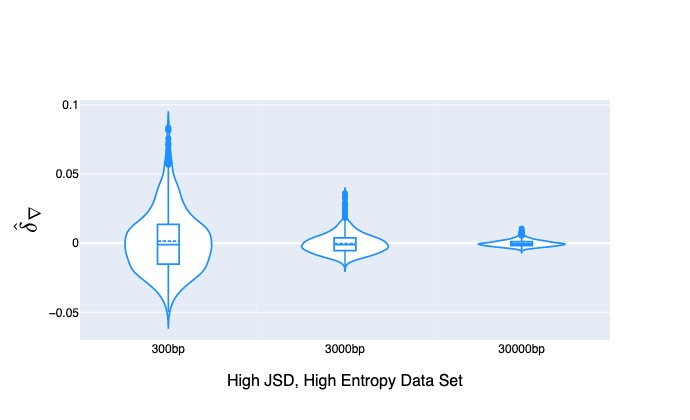 0.1
0.05
0
−0.05
δ̂∇
300bp
3000bp
30000bp
High JSD, High Entropy Data Set